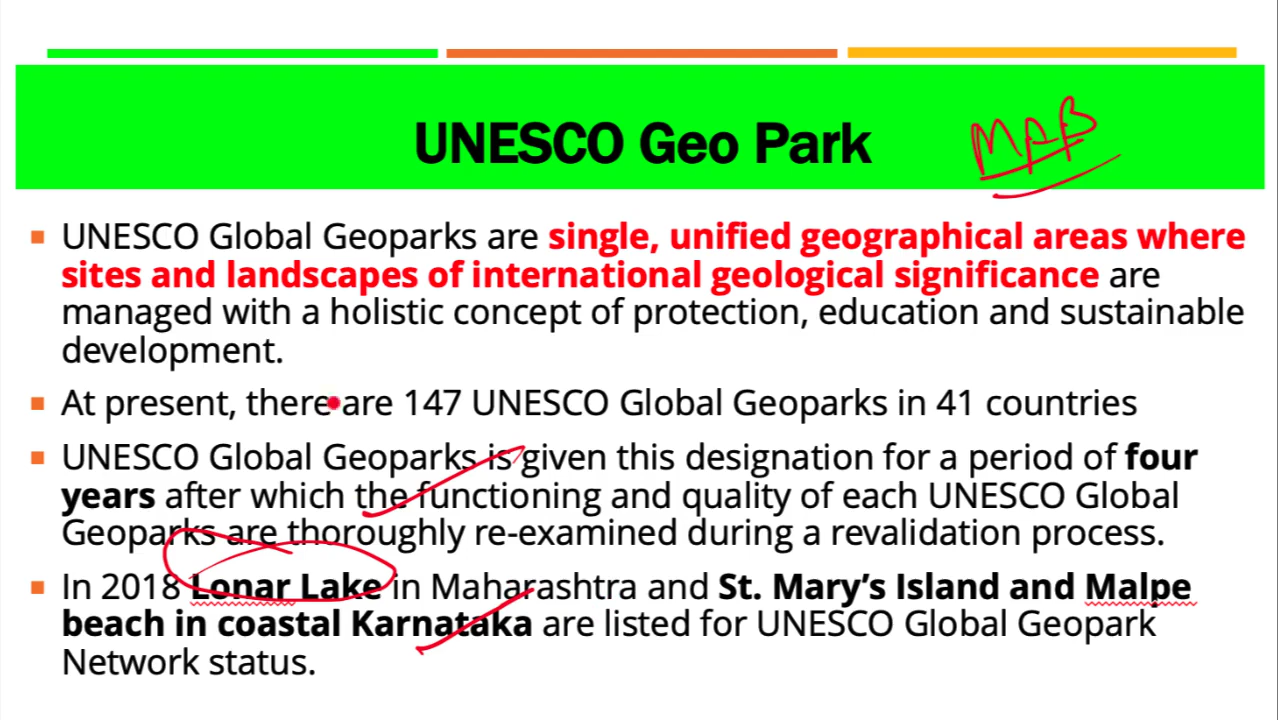 UNESCO Geo Park
MAB
UNESCO Global Geoparks are single, unified geographical areas where
sites and landscapes of international geological significance are
managed with a holistic concept of protection, education and sustainable
development.
At present, there are 147 UNESCO Global Geoparks in 41 countries
UNESCO Global Geoparks is given this designation for a period of four
years after which the functioning and quality of each UNESCO Global
Geoparks are thoroughly re-examined during a revalidation process.
In 2018 Lonar Lake in Maharashtra and St. Mary’s Island and Malpe
beach in coastal Karnataka are listed for UNESCO Global Geopark
Network status.